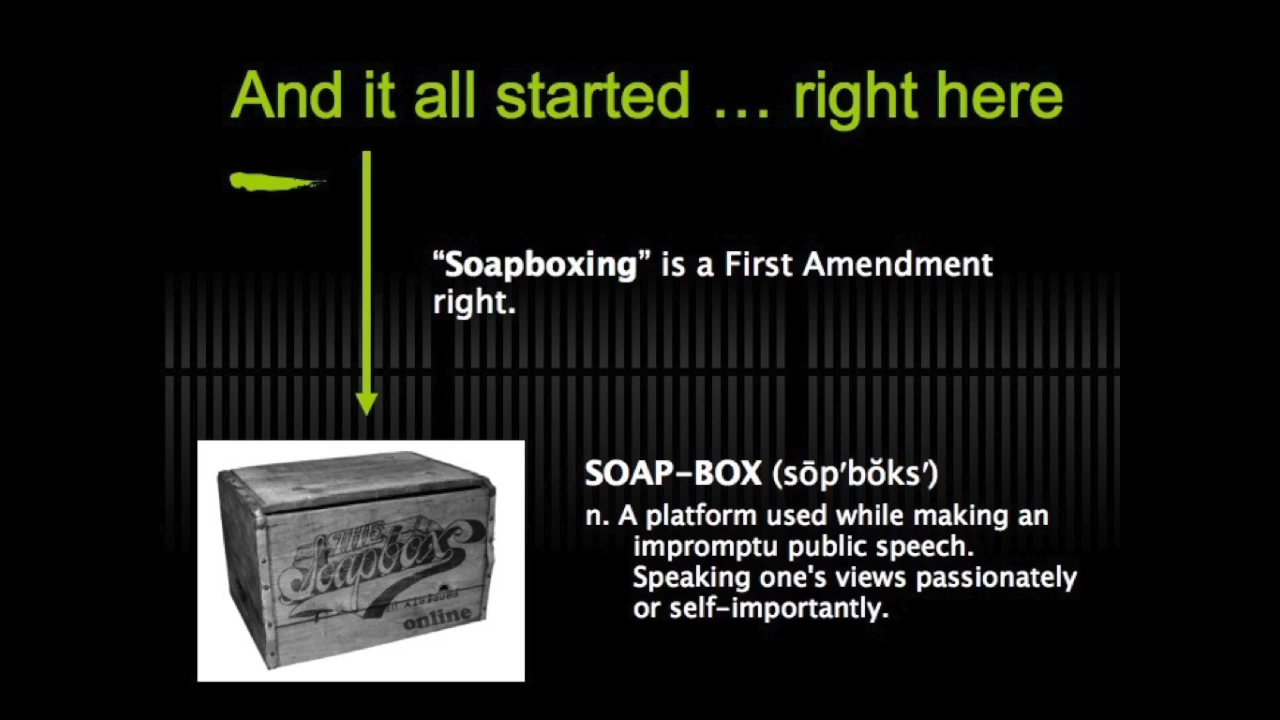 And it all started … right here
“Soapboxing” is a First Amendment
right.
SOAP-BOX (sōp′bŏks′)
n. A platform used while making an
impromptu public speech.
Speaking one's views passionately
or self-importantly.
THE
Soapbox
online